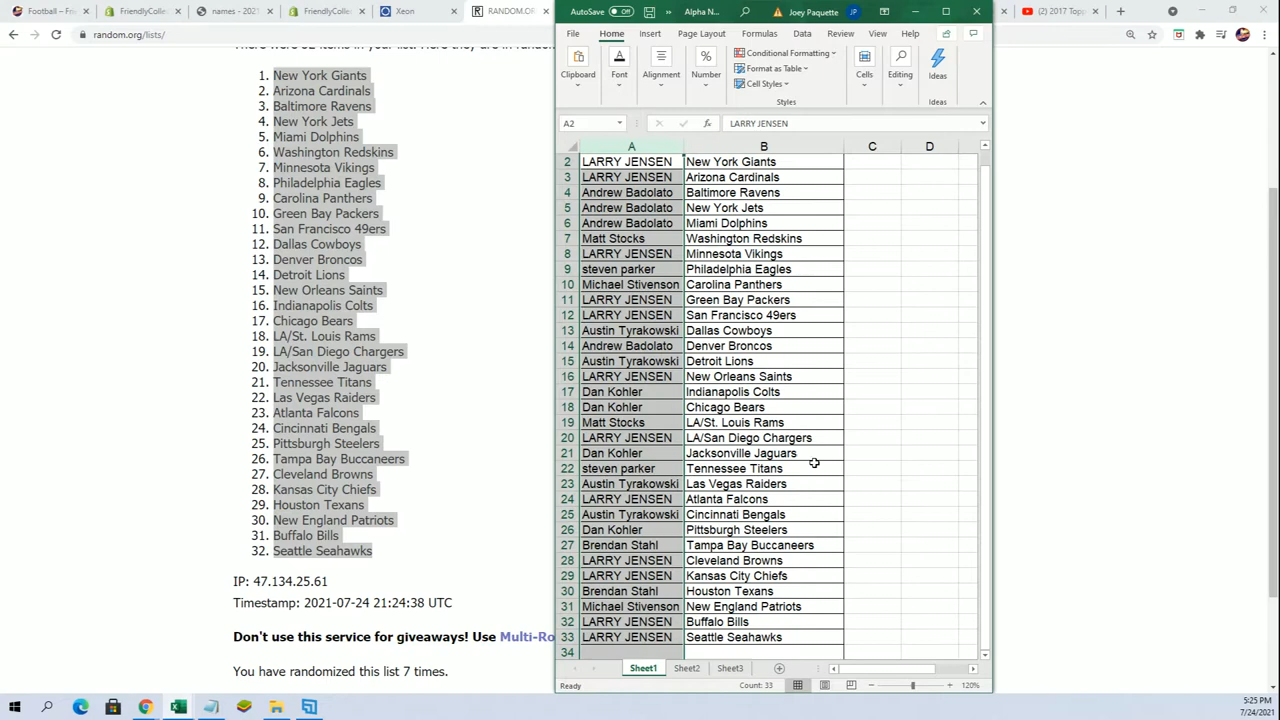 Football – F
FriendlyCollec
names - 2021
FriendlyCollec
Xeon
RANDOM.OR
(2) 2017 Topps
random.org/lists/
1. New York Giants
2. Arizona Cardinals
3. Baltimore Ravens
4. New York Jets
5. Miami Dolphins
6. Washington Redskins
7. Minnesota Vikings
8. Philadelphia Eagles
9. Carolina Panthers
10. Green Bay Packers
11. San Francisco 49ers
12. Dallas Cowboys
13. Denver Broncos
14. Detroit Lions
15. New Orleans Saints
16. Indianapolis Colts
17. Chicago Bears
18. LA/St. Louis Rams
19. LA/San Diego Chargers
20. Jacksonville Jaguars
21. Tennessee Titans
22. Las Vegas Raiders
23. Atlanta Falcons
24. Cincinnati Bengals
25. Pittsburgh Steelers
26. Tampa Bay Buccaneers
27. Cleveland Browns
28. Kansas City Chiefs
29. Houston Texans
30. New England Patriots
31. Buffalo Bills
32. Seattle Seahawks
IP: 47.134.25.61
Timestamp: 2021-07-24 21:24:38 UTC
Don't use this service for giveaways! Use Multi-Ro
You have randomized this list 7 times.
AutoSave Off Alpha N... Joey Paquette JP
File Home Insert Page Layout Formulas Data Review View Help
Clipboard Font Alignment Number
Conditional Formatting
Format as Table
Cell Styles
Styles
Cells Editing Ideas
Ideas
A2 fx LARRY JENSEN
A B C D
2 LARRY JENSEN New York Giants
3 LARRY JENSEN Arizona Cardinals
4 Andrew Badolato Baltimore Ravens
5 Andrew Badolato New York Jets
6 Andrew Badolato Miami Dolphins
7 Matt Stocks Washington Redskins
8 LARRY JENSEN Minnesota Vikings
9 steven parker Philadelphia Eagles
10 Michael Stivenson Carolina Panthers
11 LARRY JENSEN Green Bay Packers
12 LARRY JENSEN San Francisco 49ers
13 Austin Tyrakowski Dallas Cowboys
14 Andrew Badolato Denver Broncos
15 Austin Tyrakowski Detroit Lions
16 LARRY JENSEN New Orleans Saints
17 Dan Kohler Indianapolis Colts
18 Dan Kohler Chicago Bears
19 Matt Stocks LA/St. Louis Rams
20 LARRY JENSEN LA/San Diego Chargers
21 Dan Kohler Jacksonville Jaguars
22 steven parker Tennessee Titans
23 Austin Tyrakowski Las Vegas Raiders
24 LARRY JENSEN Atlanta Falcons
25 Austin Tyrakowski Cincinnati Bengals
26 Dan Kohler Pittsburgh Steelers
27 Brendan Stahl Tampa Bay Buccaneers
28 LARRY JENSEN Cleveland Browns
29 LARRY JENSEN Kansas City Chiefs
30 Brendan Stahl Houston Texans
31 Michael Stivenson New England Patriots
32 LARRY JENSEN Buffalo Bills
33 LARRY JENSEN Seattle Seahawks
34
Sheet1 Sheet2 Sheet3
Ready Count: 33 120%
5:25 PM
7/24/2021